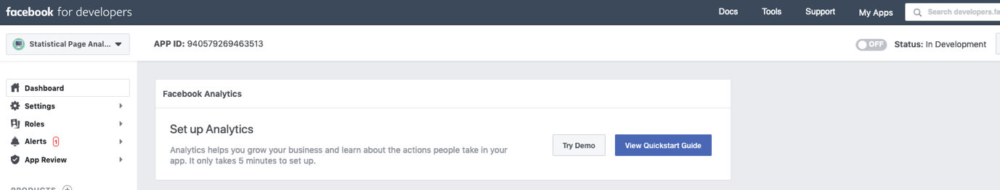 facebook for developers
Docs
Tools
Support
My Apps
Search developers.fa
Statistical Page Anal...
APP ID: 940579269463513
OFF
Status: In Development
Dashboard
Settings
Roles
Alerts 1
App Review
PRODUCTS
Facebook Analytics
Set up Analytics
Analytics helps you grow your business and learn about the actions people take in your
app. It only takes 5 minutes to set up.
Try Demo
View Quickstart Guide